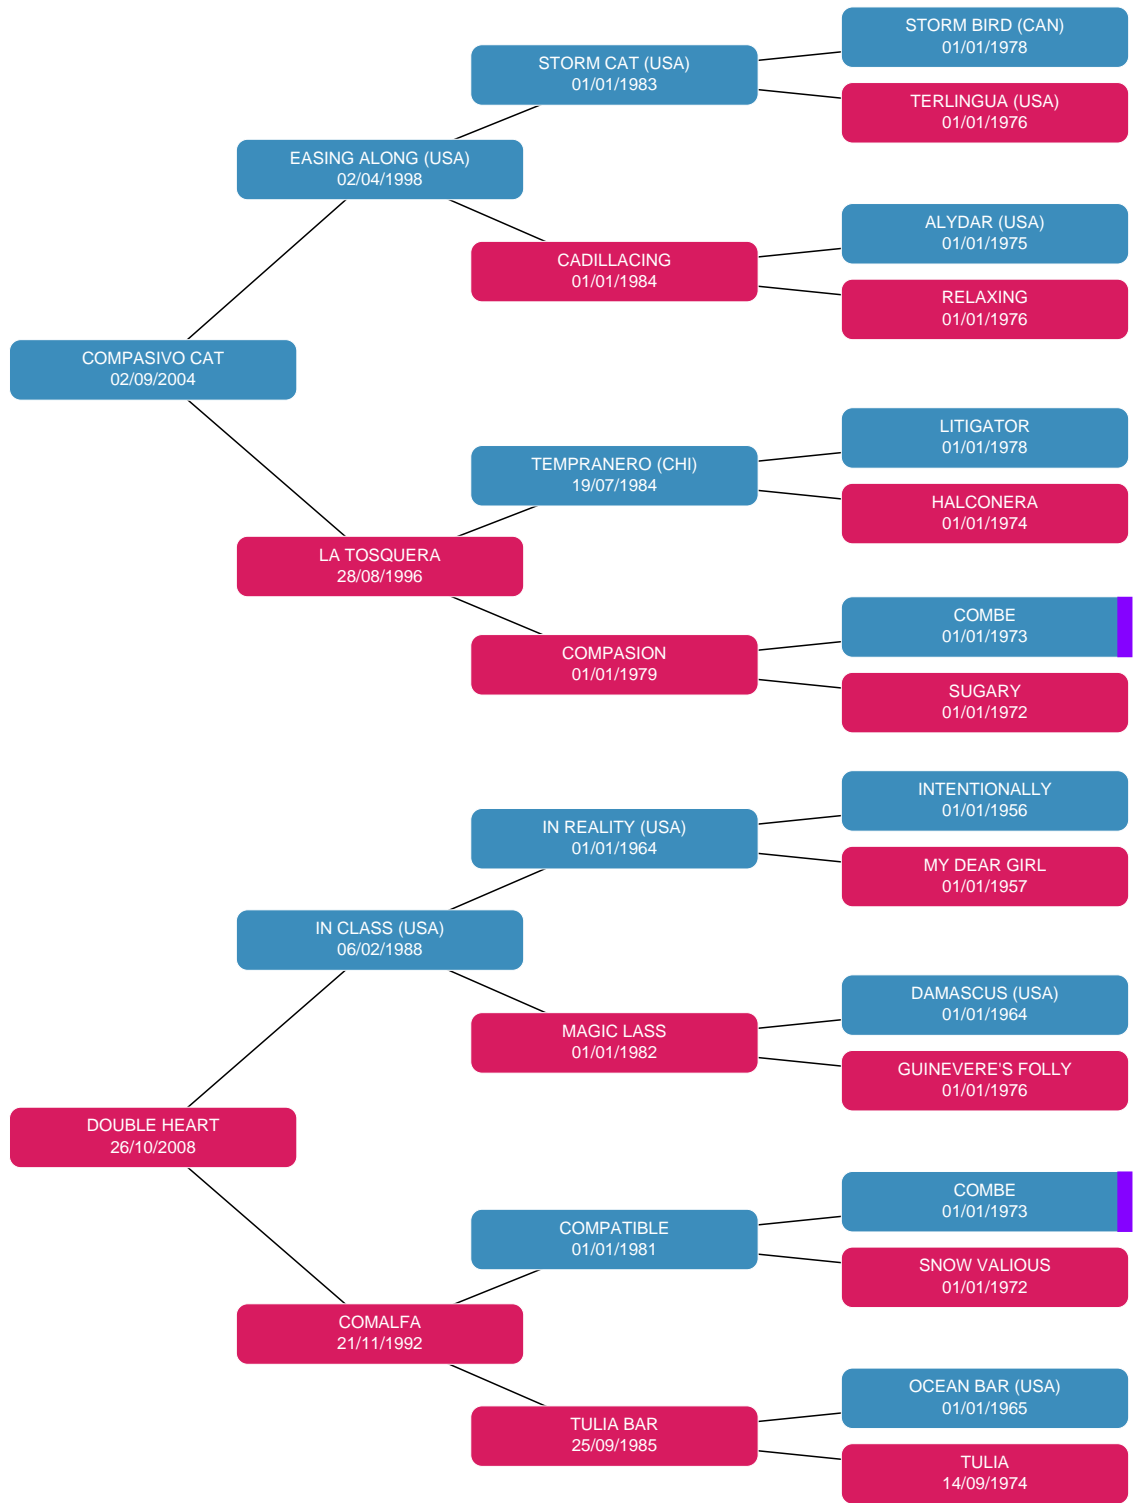 STORM BIRD (CAN)
01/01/1978
STORM CAT (USA)
01/01/1983
TERLINGUA (USA)
01/01/1976
EASING ALONG (USA)
02/04/1998
ALYDAR (USA)
01/01/1975
CADILLACING
01/01/1984
RELAXING
01/01/1976
COMPASIVO CAT
02/09/2004
LITIGATOR
01/01/1978
TEMPRANERO (CHI)
19/07/1984
HALCONERA
01/01/1974
LA TOSQUERA
28/08/1996
COMBE
01/01/1973
COMPASION
01/01/1979
SUGARY
01/01/1972
INTENTIONALLY
01/01/1956
IN REALITY (USA)
01/01/1964
MY DEAR GIRL
01/01/1957
IN CLASS (USA)
06/02/1988
DAMASCUS (USA)
01/01/1964
MAGIC LASS
01/01/1982
GUINEVERE'S FOLLY
01/01/1976
DOUBLE HEART
26/10/2008
COMBE
01/01/1973
COMPATIBLE
01/01/1981
SNOW VALIOUS
01/01/1972
COMALFA
21/11/1992
OCEAN BAR (USA)
01/01/1965
TULIA BAR
25/09/1985
TULIA
14/09/1974